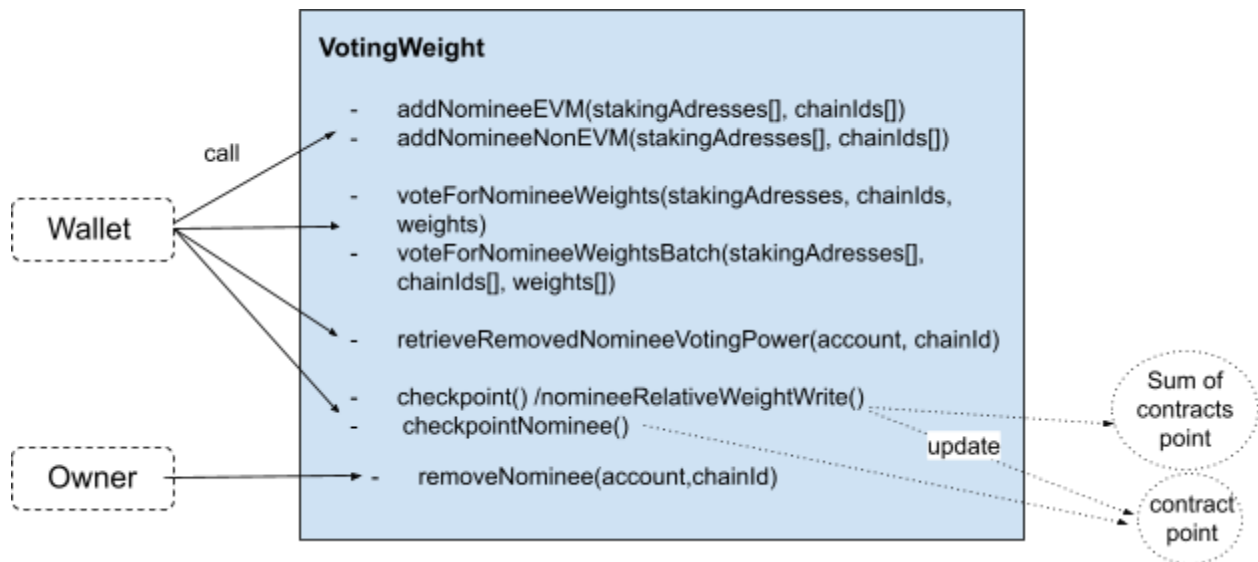 VotingWeight
- addNomineeEVM(stakingAdresses[], chainIds[])
- addNomineeNonEVM(stakingAdresses[], chainIds[])
call
- voteForNomineeWeights(stakingAdresses, chainIds,
weights)
Wallet
- voteForNomineeWeightsBatch(stakingAdresses[],
chainIds[], weights[])
- retrieveRemovedNomineeVotingPower(account, chainId)
- checkpoint() /nomineeRelativeWeightWrite()
- checkpointNominee()
Sum of
contracts
point
update
Owner
- removeNominee(account,chainId)
contract
point